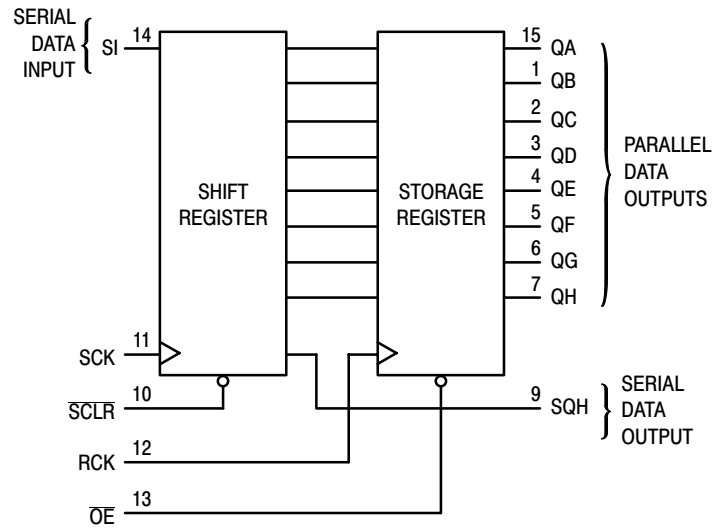 SERIAL
DATA
INPUT
SI
14
SHIFT
REGISTER
STORAGE
REGISTER
15 QA
1 QB
2 QC
3 QD
4 QE
5 QF
6 QG
7 QH
PARALLEL
DATA
OUTPUTS
SCK 11
SCLR 10
RCK 12
OE 13
9 SQH
SERIAL
DATA
OUTPUT